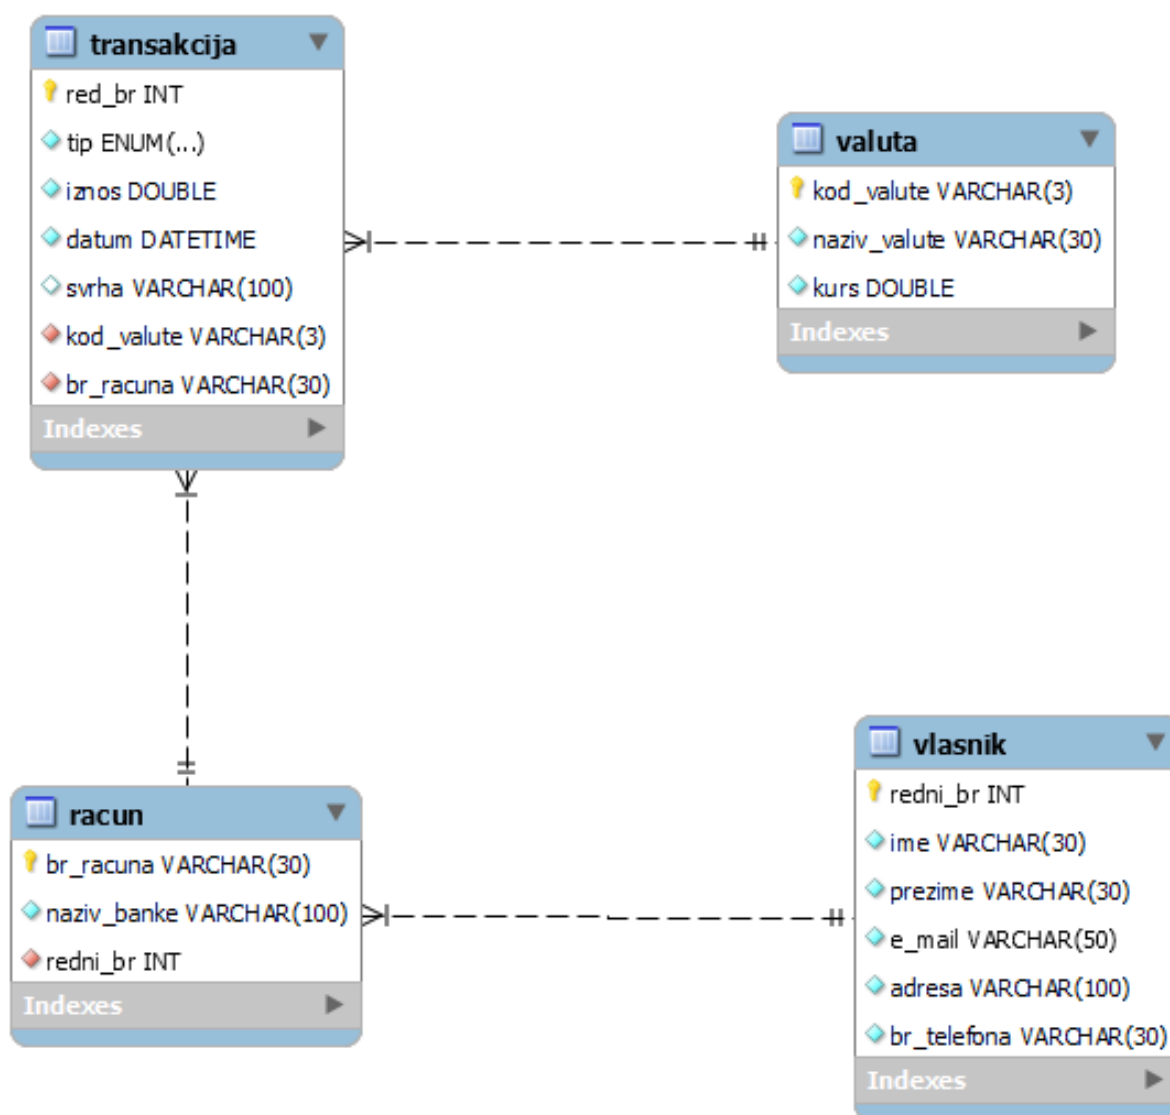 transakcija
red_br INT
tip ENUM(...)
iznos DOUBLE
datum DATETIME
svrha VARCHAR(100)
kod_valute VARCHAR(3)
br_racuna VARCHAR(30)
Indexes
valuta
kod_valute VARCHAR(3)
naziv_valute VARCHAR(30)
kurs DOUBLE
Indexes
racun
br_racuna VARCHAR(30)
naziv_banke VARCHAR(100)
redni_br INT
Indexes
vlasnik
redni_br INT
ime VARCHAR(30)
prezime VARCHAR(30)
e_mail VARCHAR(50)
adresa VARCHAR(100)
br_telefona VARCHAR(30)
Indexes